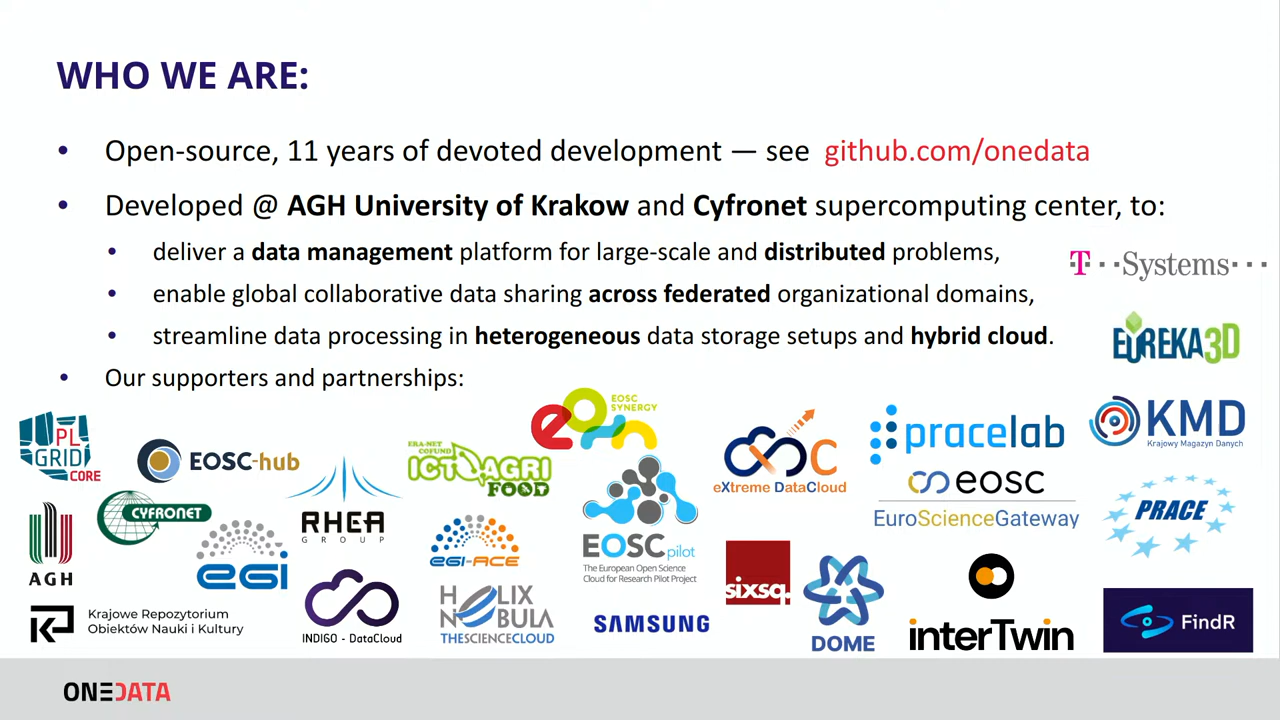 WHO WE ARE:
• Open-source, 11 years of devoted development — see github.com/onedata
• Developed @ AGH University of Krakow and Cyfronet supercomputing center, to:
• deliver a data management platform for large-scale and distributed problems,
• enable global collaborative data sharing across federated organizational domains,
• streamline data processing in heterogeneous data storage setups and hybrid cloud.
• Our supporters and partnerships:
T··Systems···
EUREKA3D
PL
GRID
CORE
EOSC-hub
ERA-NET
COFUND
ICT AGRI
FOOD
EOSC
SYNERGY
XDC
eXtreme DataCloud
pracelab
KMD
Krajowy Magazyn Danych
eosc
EuroScienceGateway
PRACE
AGH
CYFRONET
egi
RHEA
GROUP
EGI-ACE
EOSCpilot
The European Open Science
Cloud for Research Pilot Project
sixsq.
DOME
interTwin
FindR
Krajowe Repozytorium
Obiektów Nauki i Kultury
INDIGO - DataCloud
HELIX
NEBULA
THESCIENCECLOUD
SAMSUNG
ONEDATA